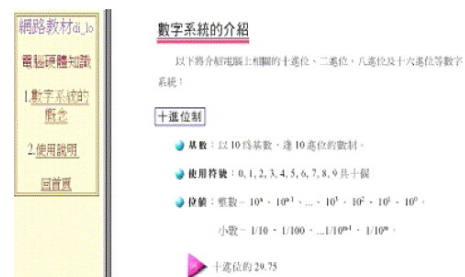 網路教材di_lo
電腦硬體知識
1.數字系統的
概念
2.使用說明
回首頁
數字系統的介紹
以下將介紹電腦上相關的十進位、二進位、八進位及十六進位等數字
系統：
十進位制
基數：以 10 為基數，逢 10 進位的數制。
使用符號：0, 1, 2, 3, 4, 5, 6, 7, 8, 9 共十個
位值：整數– 10ⁿ、10ⁿ⁻¹、...、10³、10²、10¹、10⁰。
小數– 1/10、1/100、...1/10ⁿ⁻¹、1/10ⁿ。
十進位的 29.75